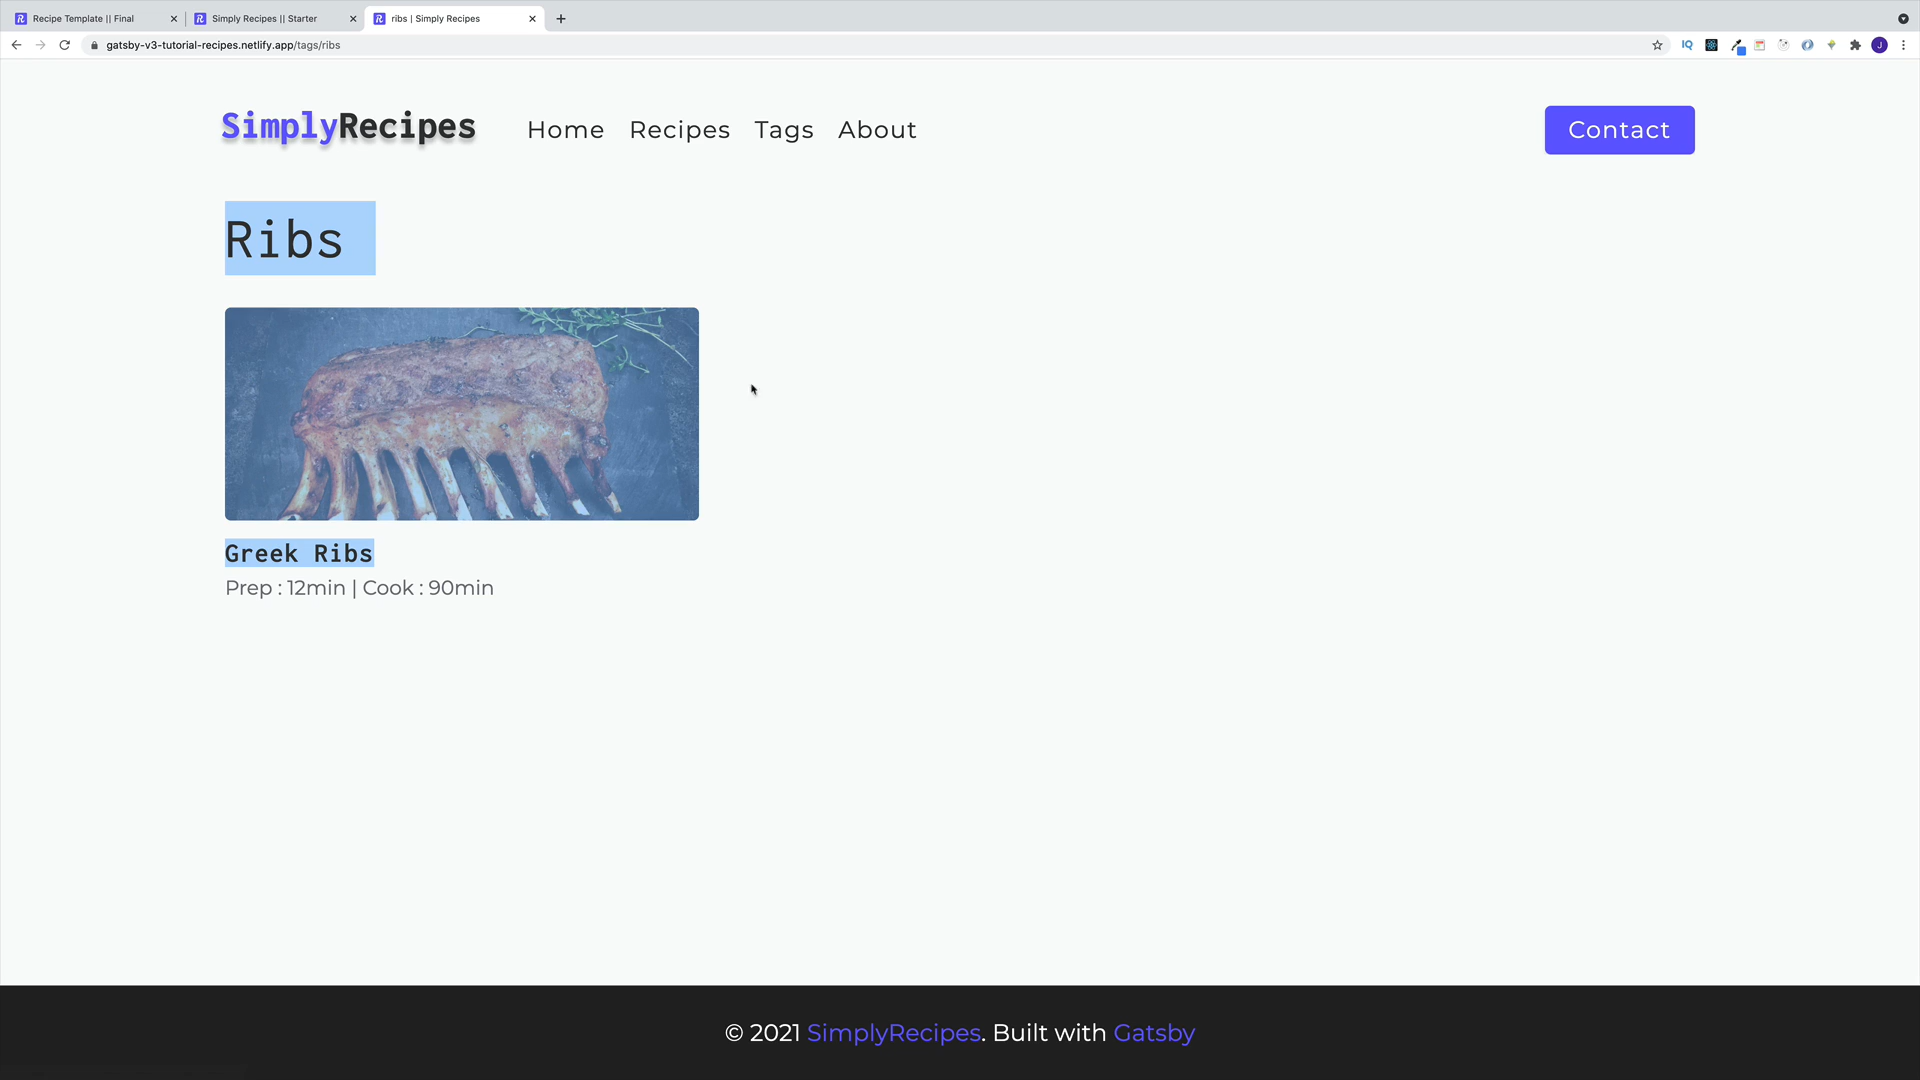 Recipe Template || Final
Simply Recipes || Starter
ribs | Simply Recipes
gatsby-v3-tutorial-recipes.netlify.app/tags/ribs
IQ
J
SimplyRecipes
Home
Recipes
Tags
About
Contact
Ribs
Greek Ribs
Prep : 12min | Cook : 90min
© 2021 SimplyRecipes. Built with Gatsby